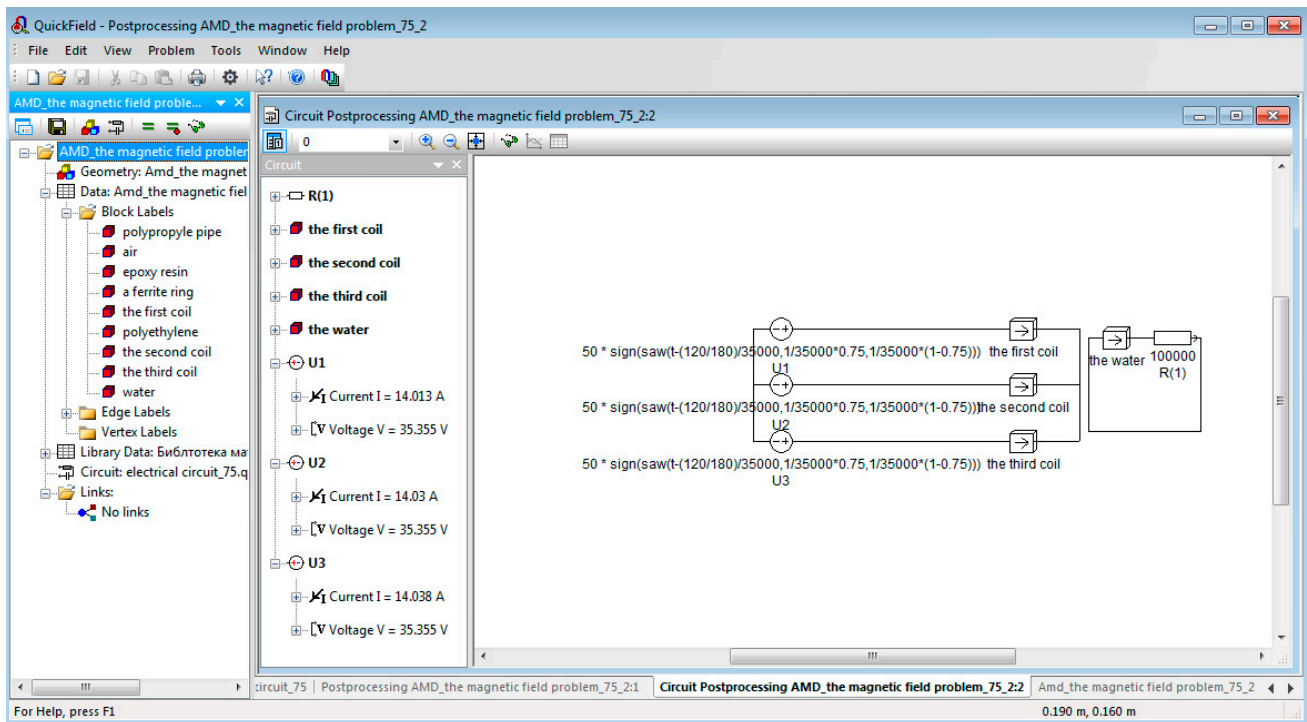 QuickField - Postprocessing AMD_the magnetic field problem_75_2
File Edit View Problem Tools Window Help
AMD_the magnetic field proble...
AMD_the magnetic field probler
Geometry: Amd_the magnet
Data: Amd_the magnetic fiel
Block Labels
polypropyle pipe
air
epoxy resin
a ferrite ring
the first coil
polyethylene
the second coil
the third coil
water
Edge Labels
Vertex Labels
Library Data: Библтотека ма
Circuit: electrical circuit_75.q
Links:
No links
Circuit Postprocessing AMD_the magnetic field problem_75_2:2
0
Circuit
R(1)
the first coil
the second coil
the third coil
the water
U1
Current I = 14.013 A
Voltage V = 35.355 V
U2
Current I = 14.03 A
Voltage V = 35.355 V
U3
Current I = 14.038 A
Voltage V = 35.355 V
50 * sign(saw(t-(120/180)/35000,1/35000*0.75,1/35000*(1-0.75))) the first coil
U1
50 * sign(saw(t-(120/180)/35000,1/35000*0.75,1/35000*(1-0.75))) the second coil
U2
50 * sign(saw(t-(120/180)/35000,1/35000*0.75,1/35000*(1-0.75))) the third coil
U3
the water 100000
R(1)
circuit_75 Postprocessing AMD_the magnetic field problem_75_2:1 Circuit Postprocessing AMD_the magnetic field problem_75_2:2 Amd_the magnetic field problem_75_2
For Help, press F1 0.190 m, 0.160 m